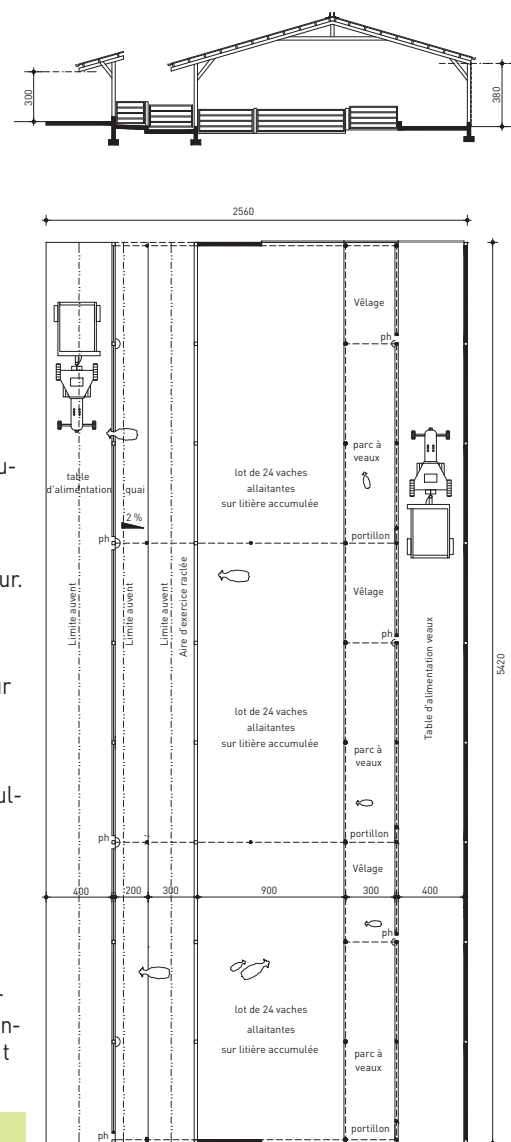 300
380
2560
Vêlage
ph
parc à
veaux
table
d'alimentation
quai
2 %
ph
lot de 24 vaches
allaitantes
sur litière accumulée
portillon
Vêlage
ph
Limite auvent
Limite auvent
Limite auvent
Aire d'exercice raclée
Table d'alimentation veaux
5420
lot de 24 vaches
allaitantes
sur litière accumulée
parc à
veaux
portillon
ph
Vêlage
400
200
300
900
300
400
ph
lot de 24 vaches
allaitantes
sur litière accumulée
parc à
veaux
portillon
ph
u-
ur.
ur
ul-
r
n-
t